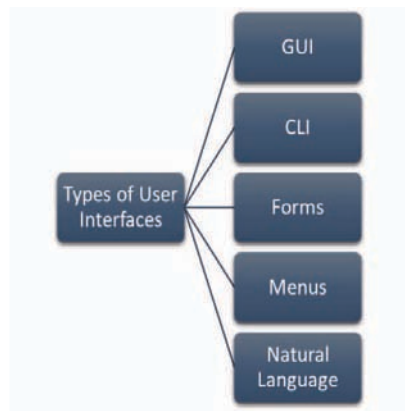 GUI
CLI
Types of User
Interfaces
Forms
Menus
Natural
Language